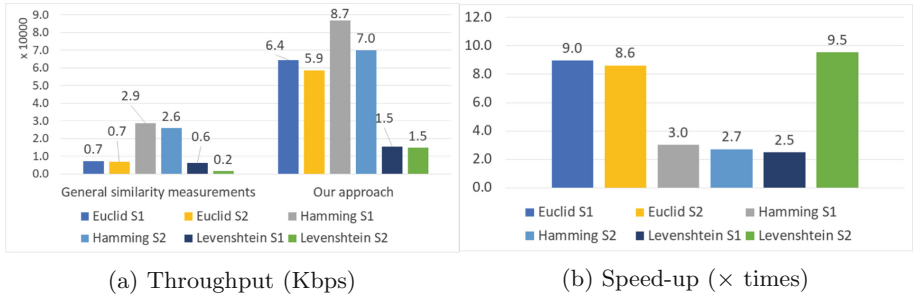 x 10000
9.0
8.0
7.0
6.0
5.0
4.0
3.0
2.0
1.0
0.0
0.7
0.7
2.9
2.6
0.6
0.2
6.4
5.9
8.7
7.0
1.5
1.5
General similarity measurements
Our approach
Euclid S1
Euclid S2
Hamming S1
Hamming S2
Levenshtein S1
Levenshtein S2
(a) Throughput (Kbps)
12.0
10.0
8.0
6.0
4.0
2.0
0.0
9.0
8.6
3.0
2.7
2.5
9.5
Euclid S1
Euclid S2
Hamming S1
Hamming S2
Levenshtein S1
Levenshtein S2
(b) Speed-up (× times)